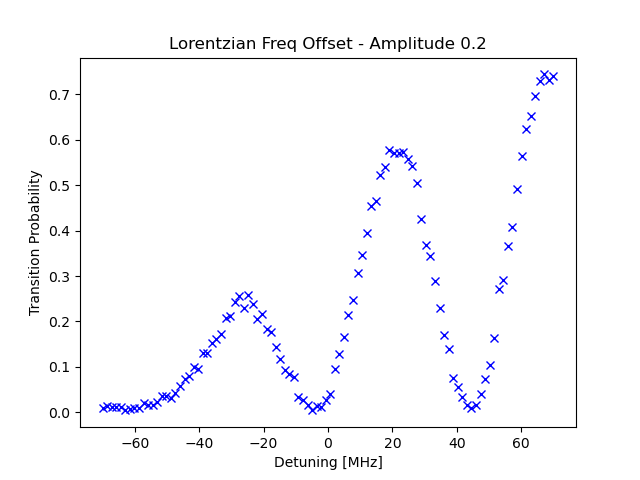 Lorentzian Freq Offset - Amplitude 0.2
Transition Probability
0.7
0.6
0.5
0.4
0.3
0.2
0.1
0.0
−60 −40 −20 0 20 40 60
Detuning [MHz]